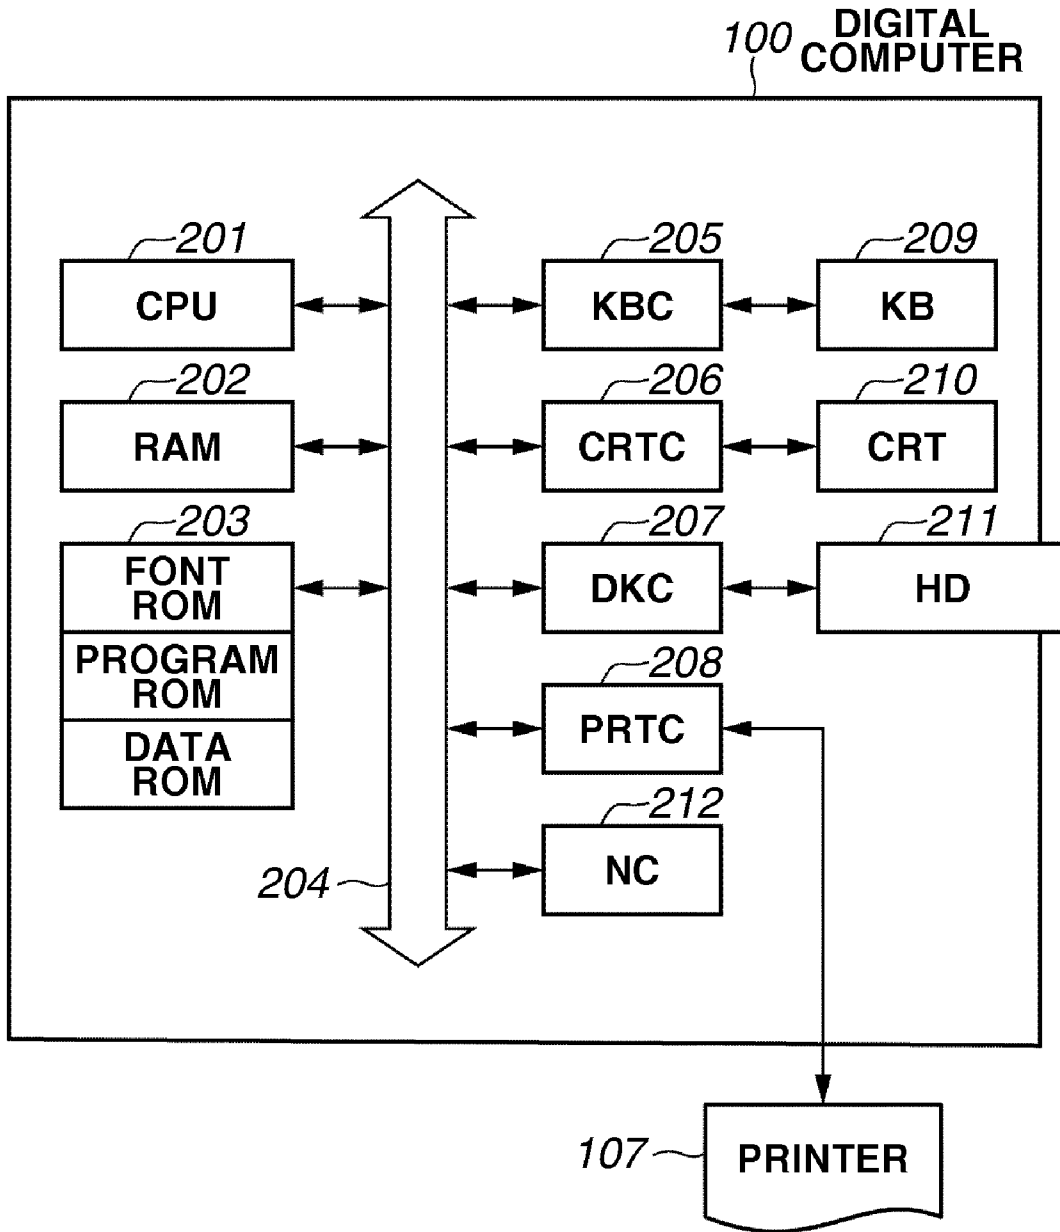 DIGITAL
100 COMPUTER
201
CPU
205
KBC
209
KB
202
RAM
206
CRTC
210
CRT
203
FONT
ROM
PROGRAM
ROM
DATA
ROM
207
DKC
211
HD
208
PRTC
212
NC
204
107
PRINTER